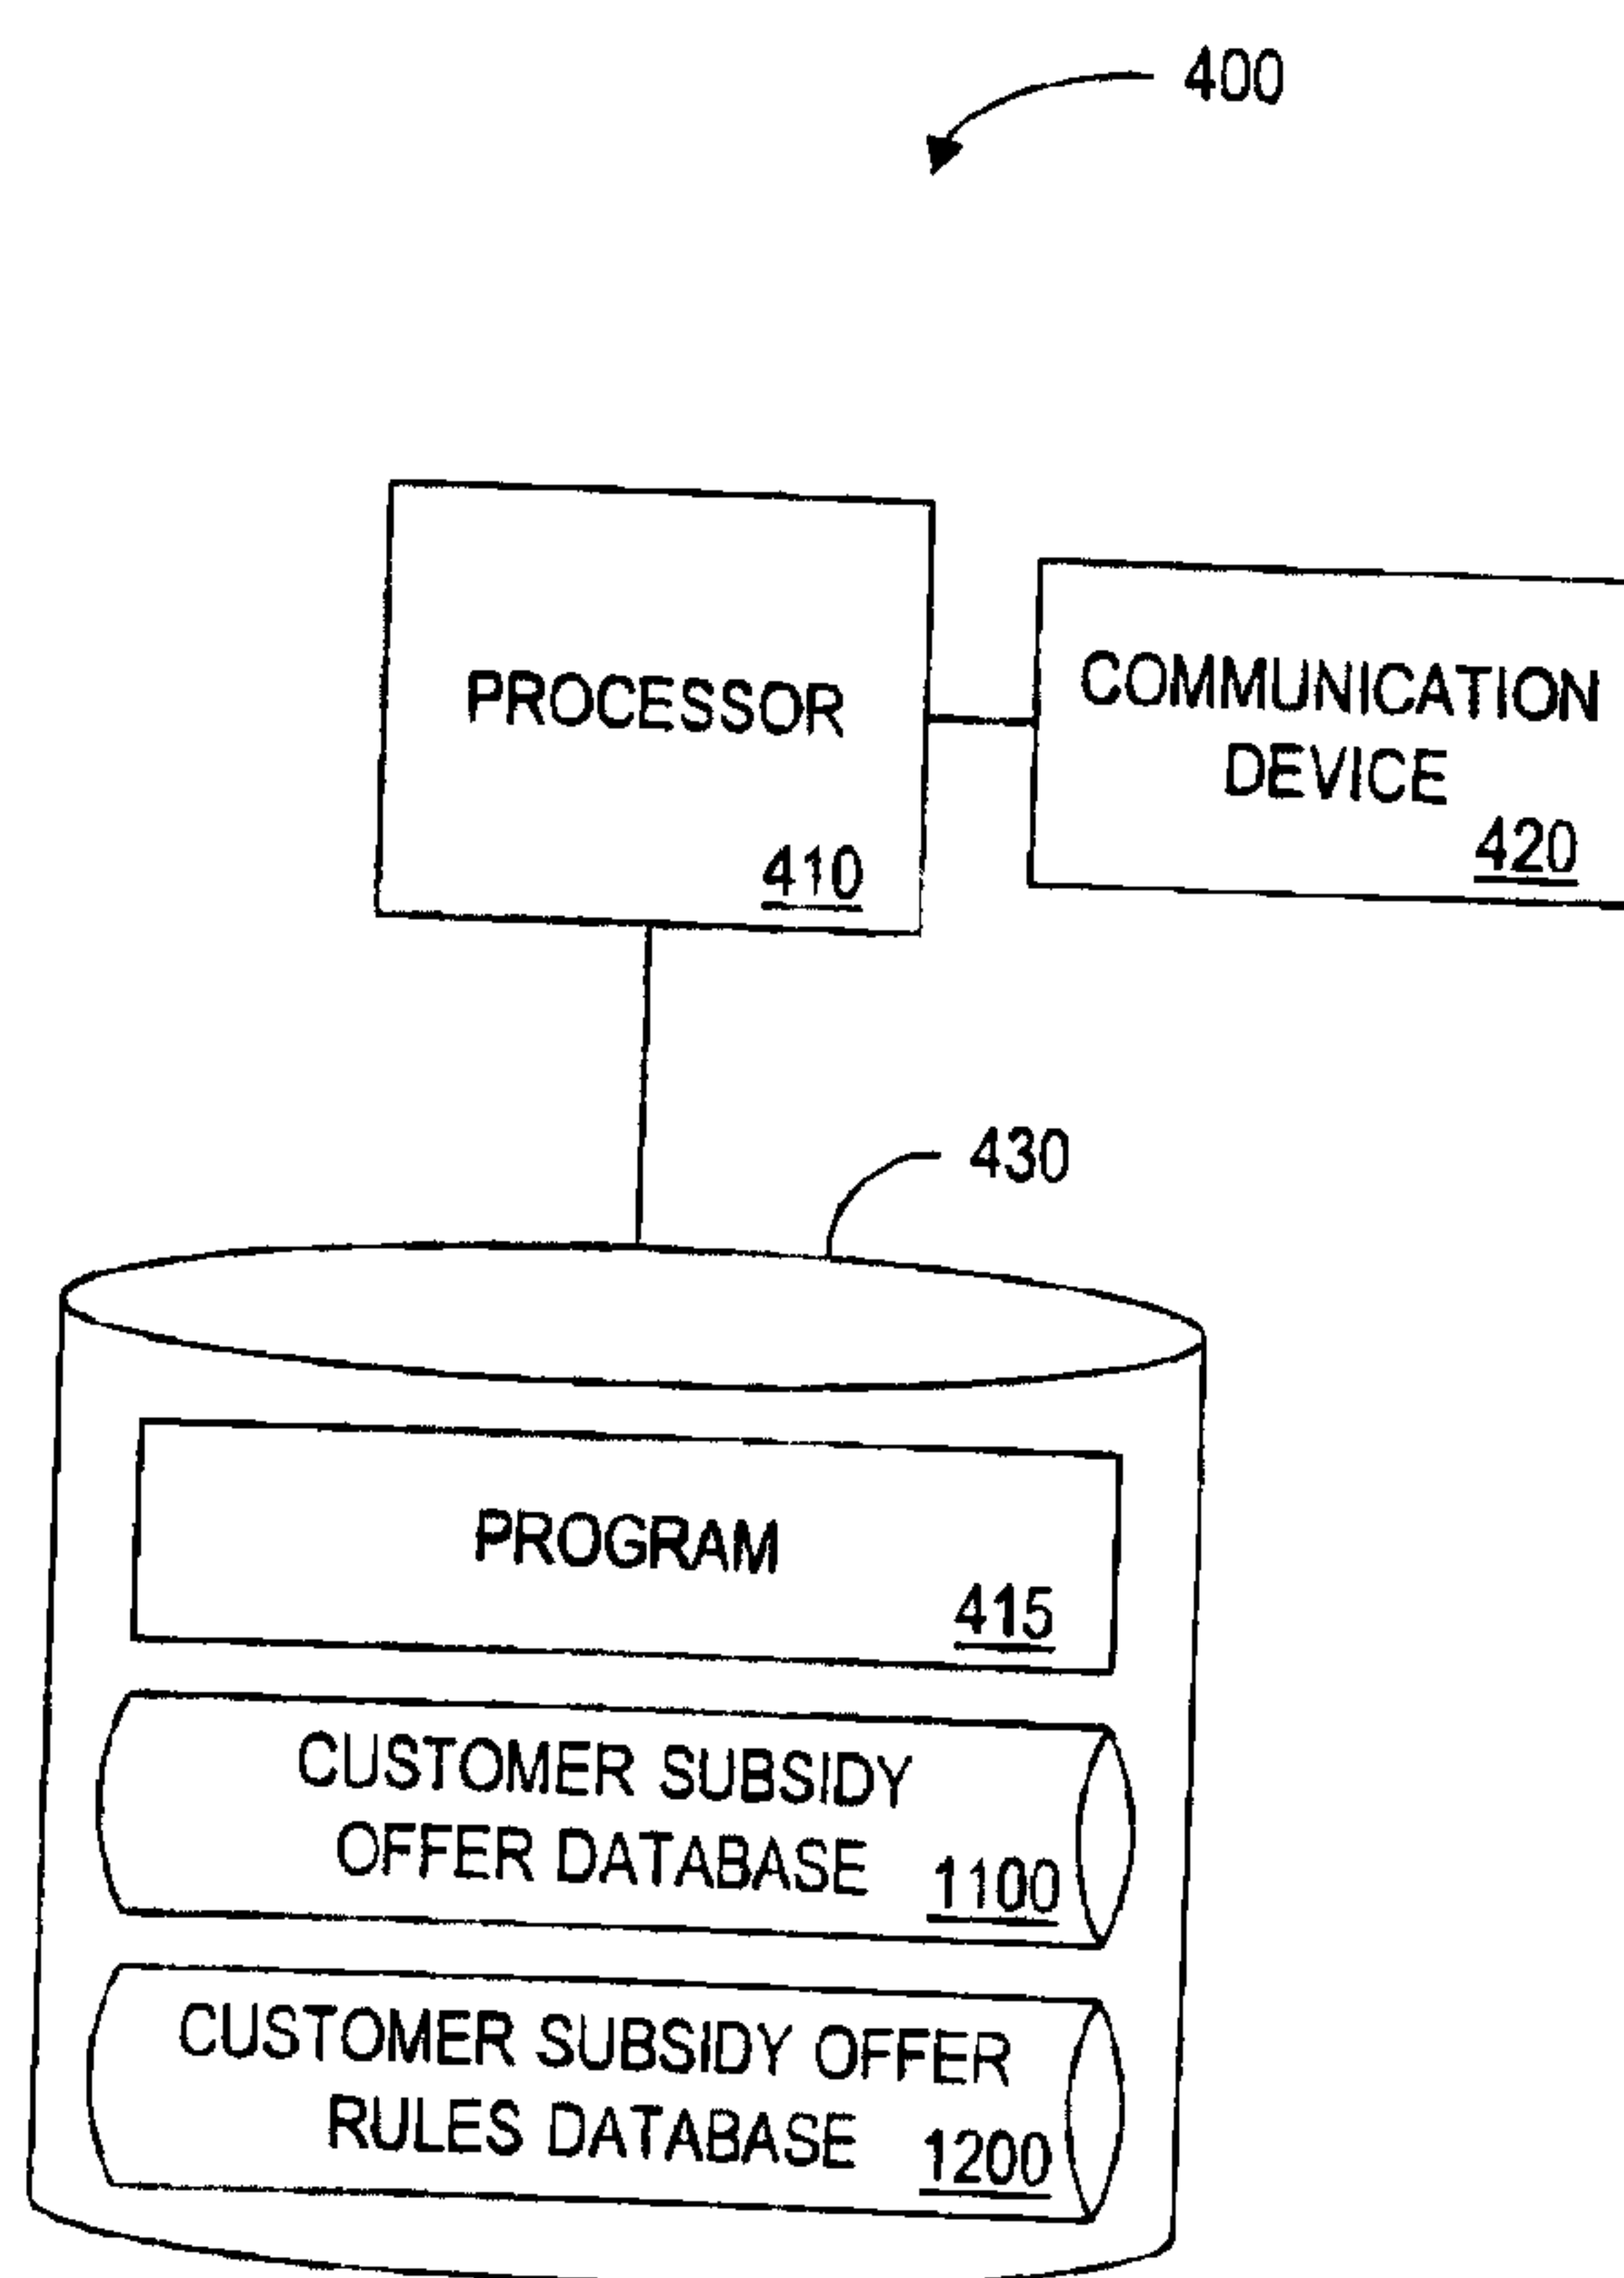 400
PROCESSOR
410
COMMUNICATION
DEVICE
420
430
PROGRAM
415
CUSTOMER SUBSIDY
OFFER DATABASE
1100
CUSTOMER SUBSIDY OFFER
RULES DATABASE
1200